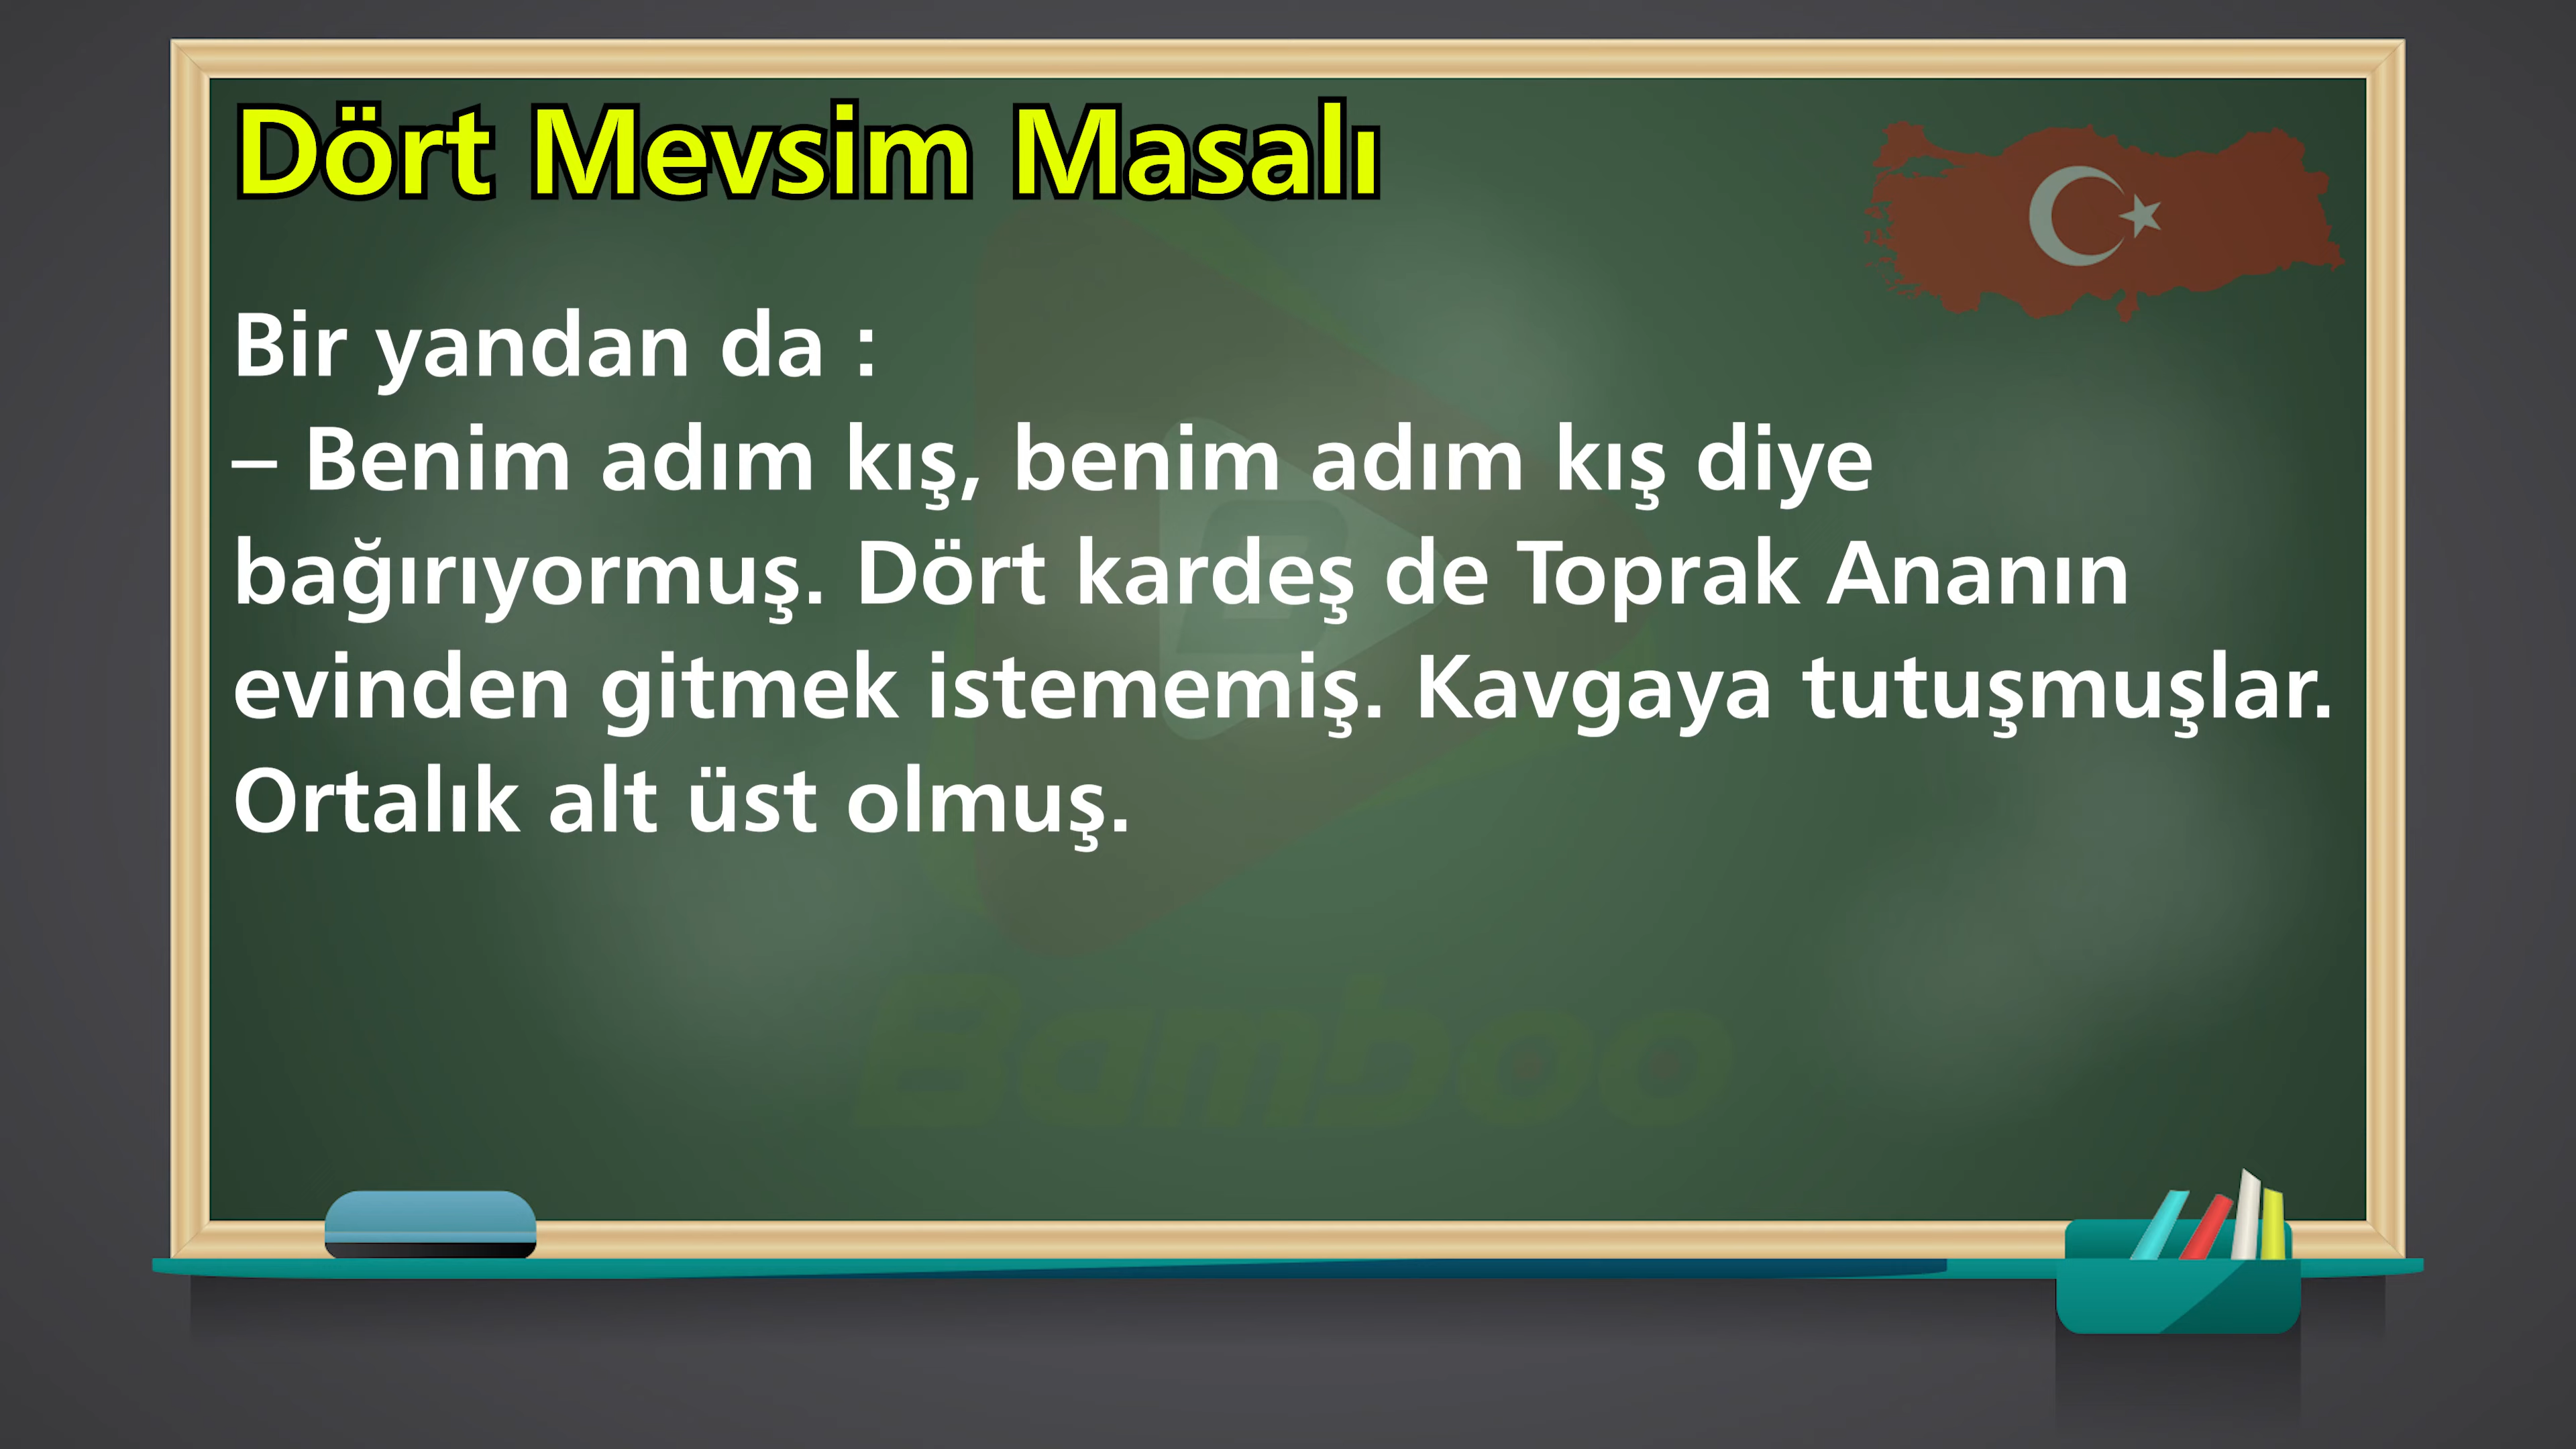 Dört Mevsim Masalı
Bir yandan da :
– Benim adım kış, benim adım kış diye
bağırıyormuş. Dört kardeş de Toprak Ananın
evinden gitmek istememiş. Kavgaya tutuşmuşlar.
Ortalık alt üst olmuş.
B
Bamboo